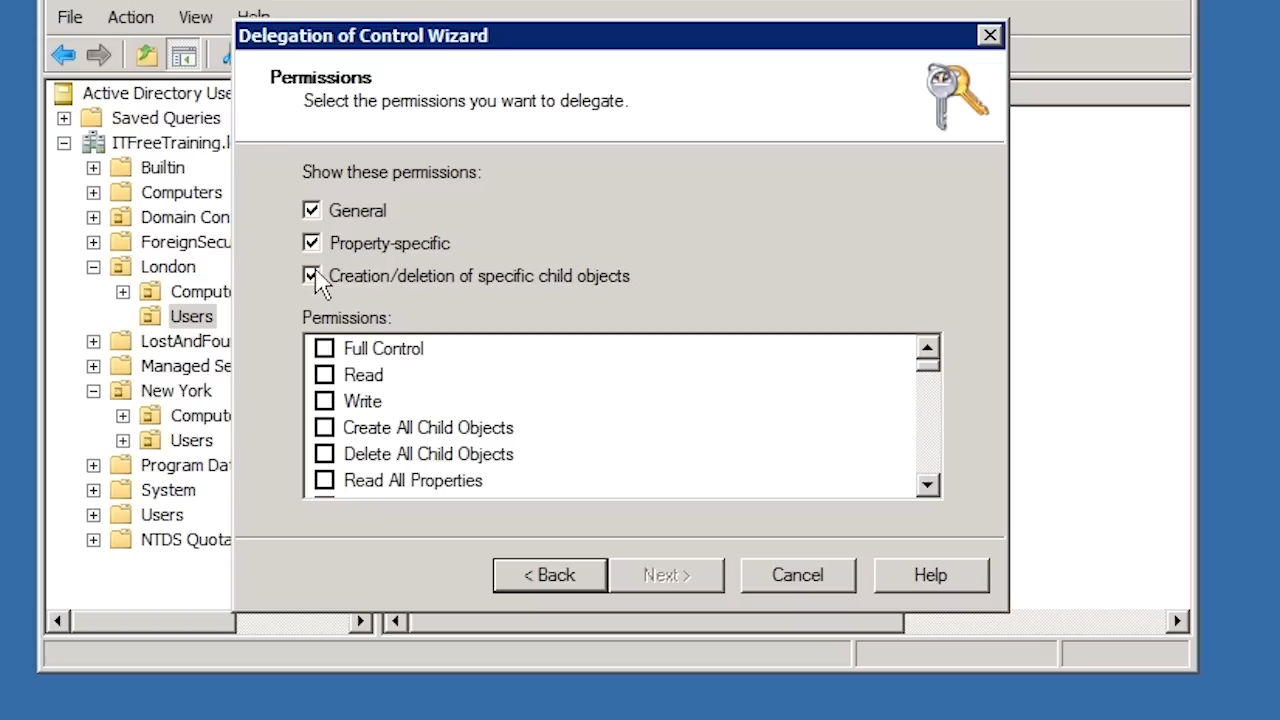 File Action View Help
Delegation of Control Wizard
Permissions
Select the permissions you want to delegate.
Active Directory Use
Saved Queries
ITFreeTraining.l
Builtin
Computers
Domain Con
ForeignSecu
London
Compute
Users
LostAndFou
Managed Se
New York
Compute
Users
Program Dat
System
Users
NTDS Quota
Show these permissions:
General
Property-specific
Creation/deletion of specific child objects
Permissions:
Full Control
Read
Write
Create All Child Objects
Delete All Child Objects
Read All Properties
< Back Next > Cancel Help